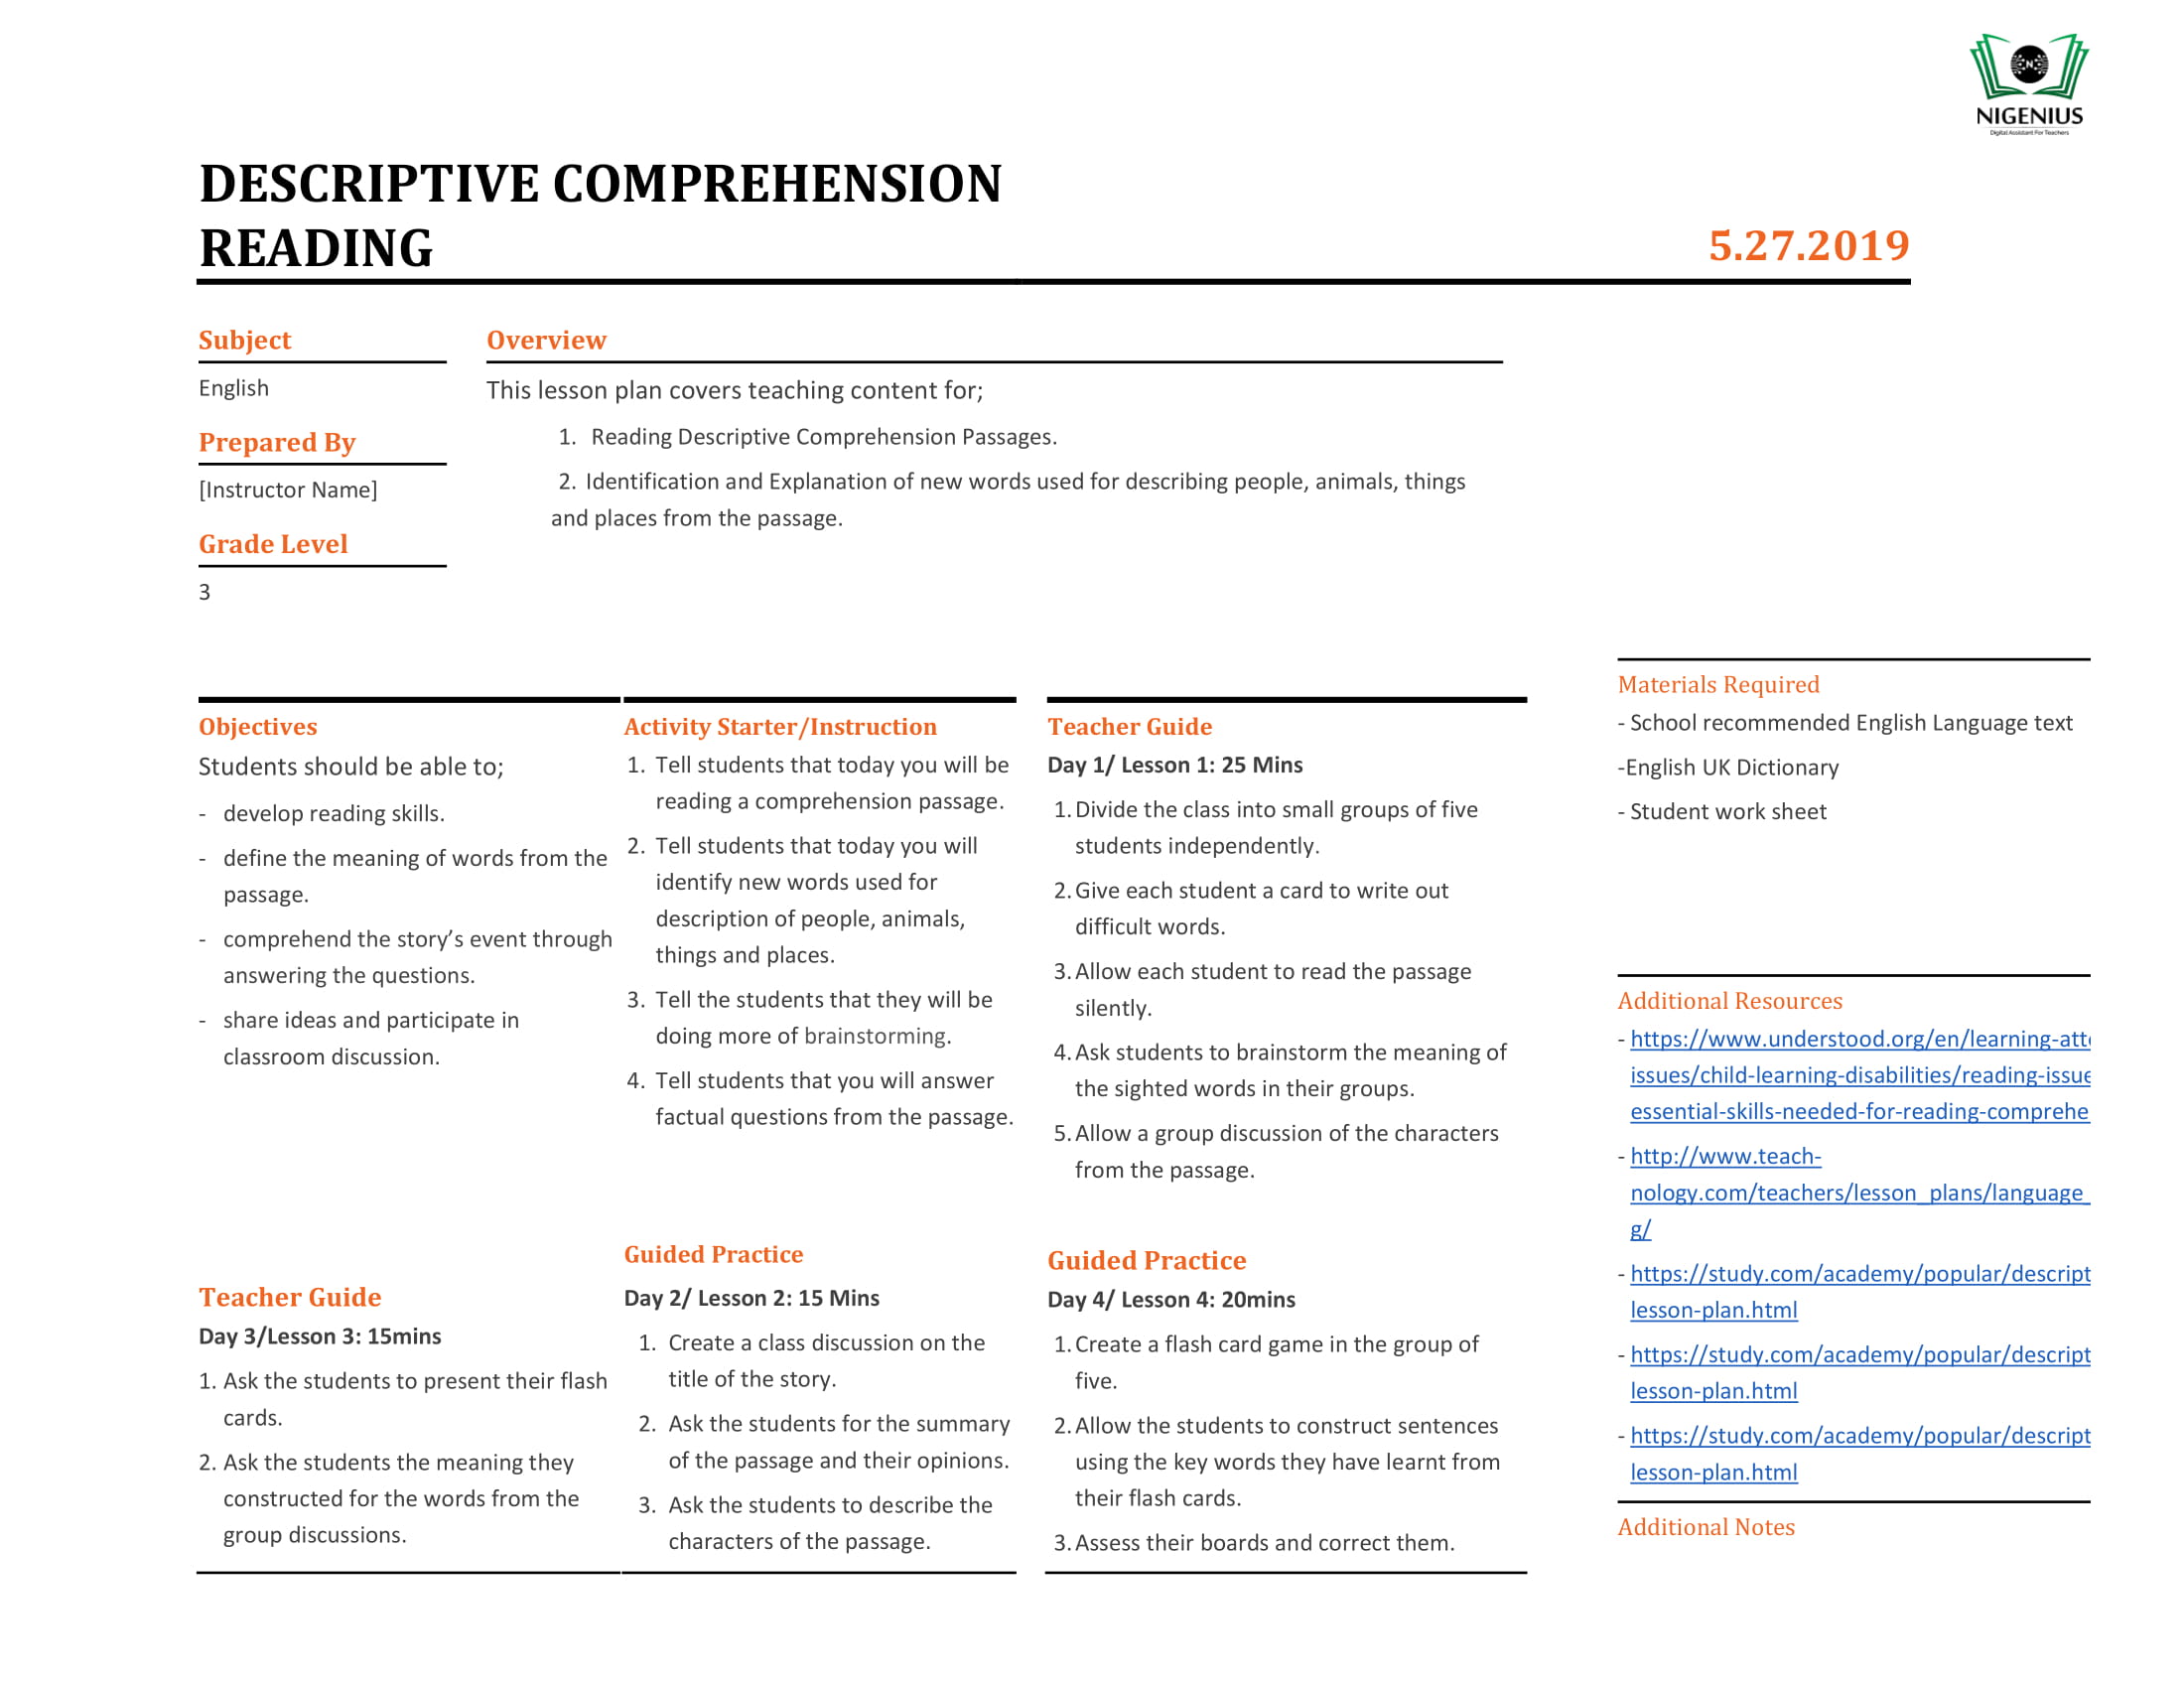 NIGENIUS
Digital Assistant For Teachers
DESCRIPTIVE COMPREHENSION
READING
5.27.2019
Subject
English
Prepared By
[Instructor Name]
Grade Level
3
Overview
This lesson plan covers teaching content for;
1. Reading Descriptive Comprehension Passages.
2. Identification and Explanation of new words used for describing people, animals, things
and places from the passage.
Objectives
Students should be able to;
- develop reading skills.
- define the meaning of words from the
passage.
- comprehend the story’s event through
answering the questions.
- share ideas and participate in
classroom discussion.
Activity Starter/Instruction
1. Tell students that today you will be
reading a comprehension passage.
2. Tell students that today you will
identify new words used for
description of people, animals,
things and places.
3. Tell the students that they will be
doing more of brainstorming.
4. Tell students that you will answer
factual questions from the passage.
Teacher Guide
Day 1/ Lesson 1: 25 Mins
1. Divide the class into small groups of five
students independently.
2. Give each student a card to write out
difficult words.
3. Allow each student to read the passage
silently.
4. Ask students to brainstorm the meaning of
the sighted words in their groups.
5. Allow a group discussion of the characters
from the passage.
Teacher Guide
Day 3/Lesson 3: 15mins
1. Ask the students to present their flash
cards.
2. Ask the students the meaning they
constructed for the words from the
group discussions.
Guided Practice
Day 2/ Lesson 2: 15 Mins
1. Create a class discussion on the
title of the story.
2. Ask the students for the summary
of the passage and their opinions.
3. Ask the students to describe the
characters of the passage.
Guided Practice
Day 4/ Lesson 4: 20mins
1. Create a flash card game in the group of
five.
2. Allow the students to construct sentences
using the key words they have learnt from
their flash cards.
3. Assess their boards and correct them.
Materials Required
- School recommended English Language text
-English UK Dictionary
- Student work sheet
Additional Resources
- https://www.understood.org/en/learning-att
issues/child-learning-disabilities/reading-issue
essential-skills-needed-for-reading-comprehe
- http://www.teach-
nology.com/teachers/lesson_plans/language_
g/
- https://study.com/academy/popular/descript
lesson-plan.html
- https://study.com/academy/popular/descript
lesson-plan.html
- https://study.com/academy/popular/descript
lesson-plan.html
Additional Notes